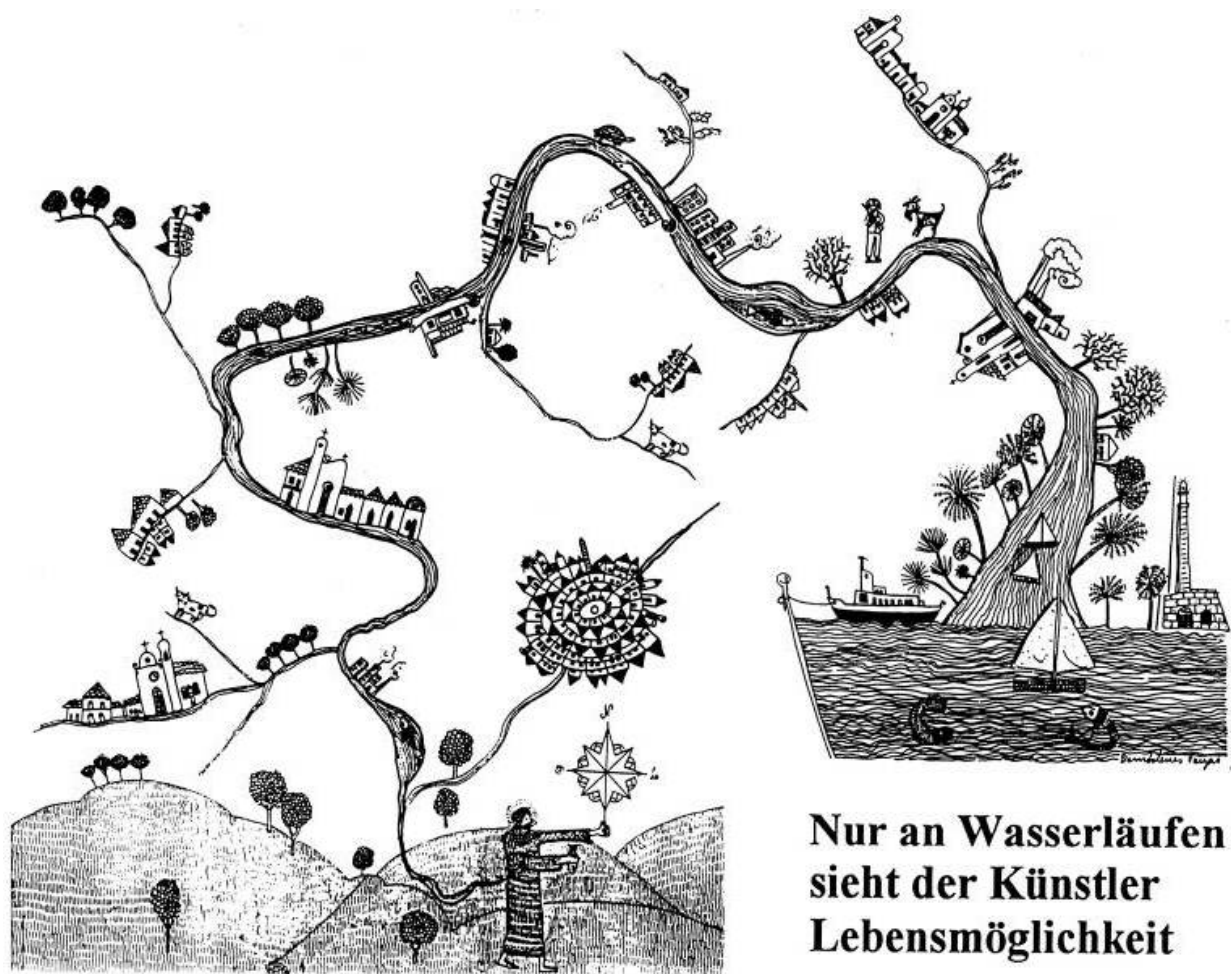 N
Nur an Wasserläufen
sieht der Künstler
Lebensmöglichkeit